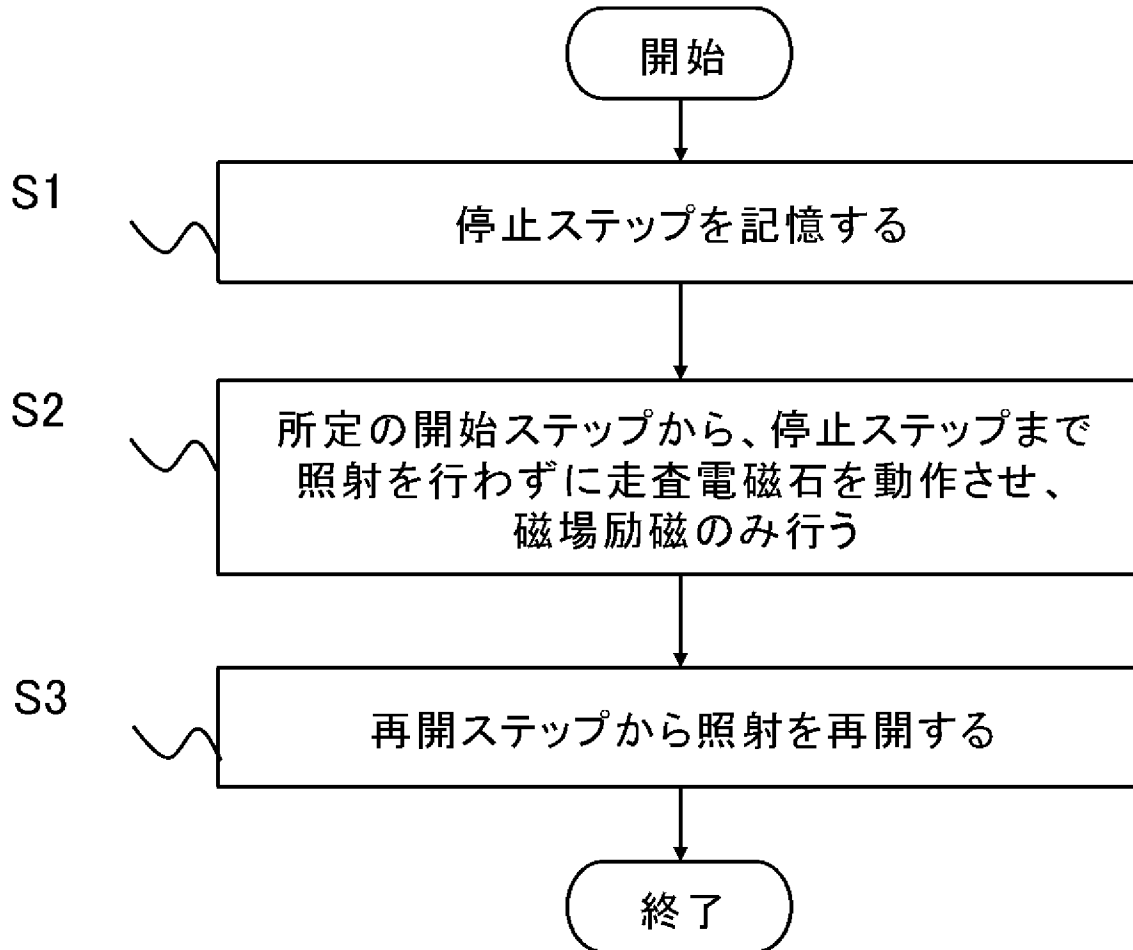 開始
S1
停止ステップを記憶する
S2
所定の開始ステップから、停止ステップまで
照射を行わずに走査電磁石を動作させ、
磁場励磁のみ行う
S3
再開ステップから照射を再開する
終了